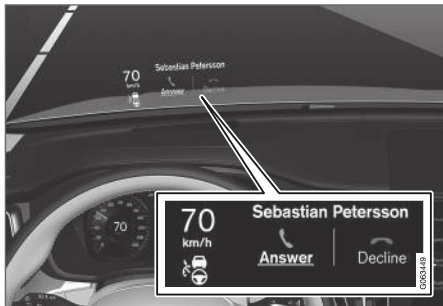 70
km/h
Sebastian Petersson
Answer
Decline
70
70
km/h
Sebastian Petersson
Answer
Decline
G063449